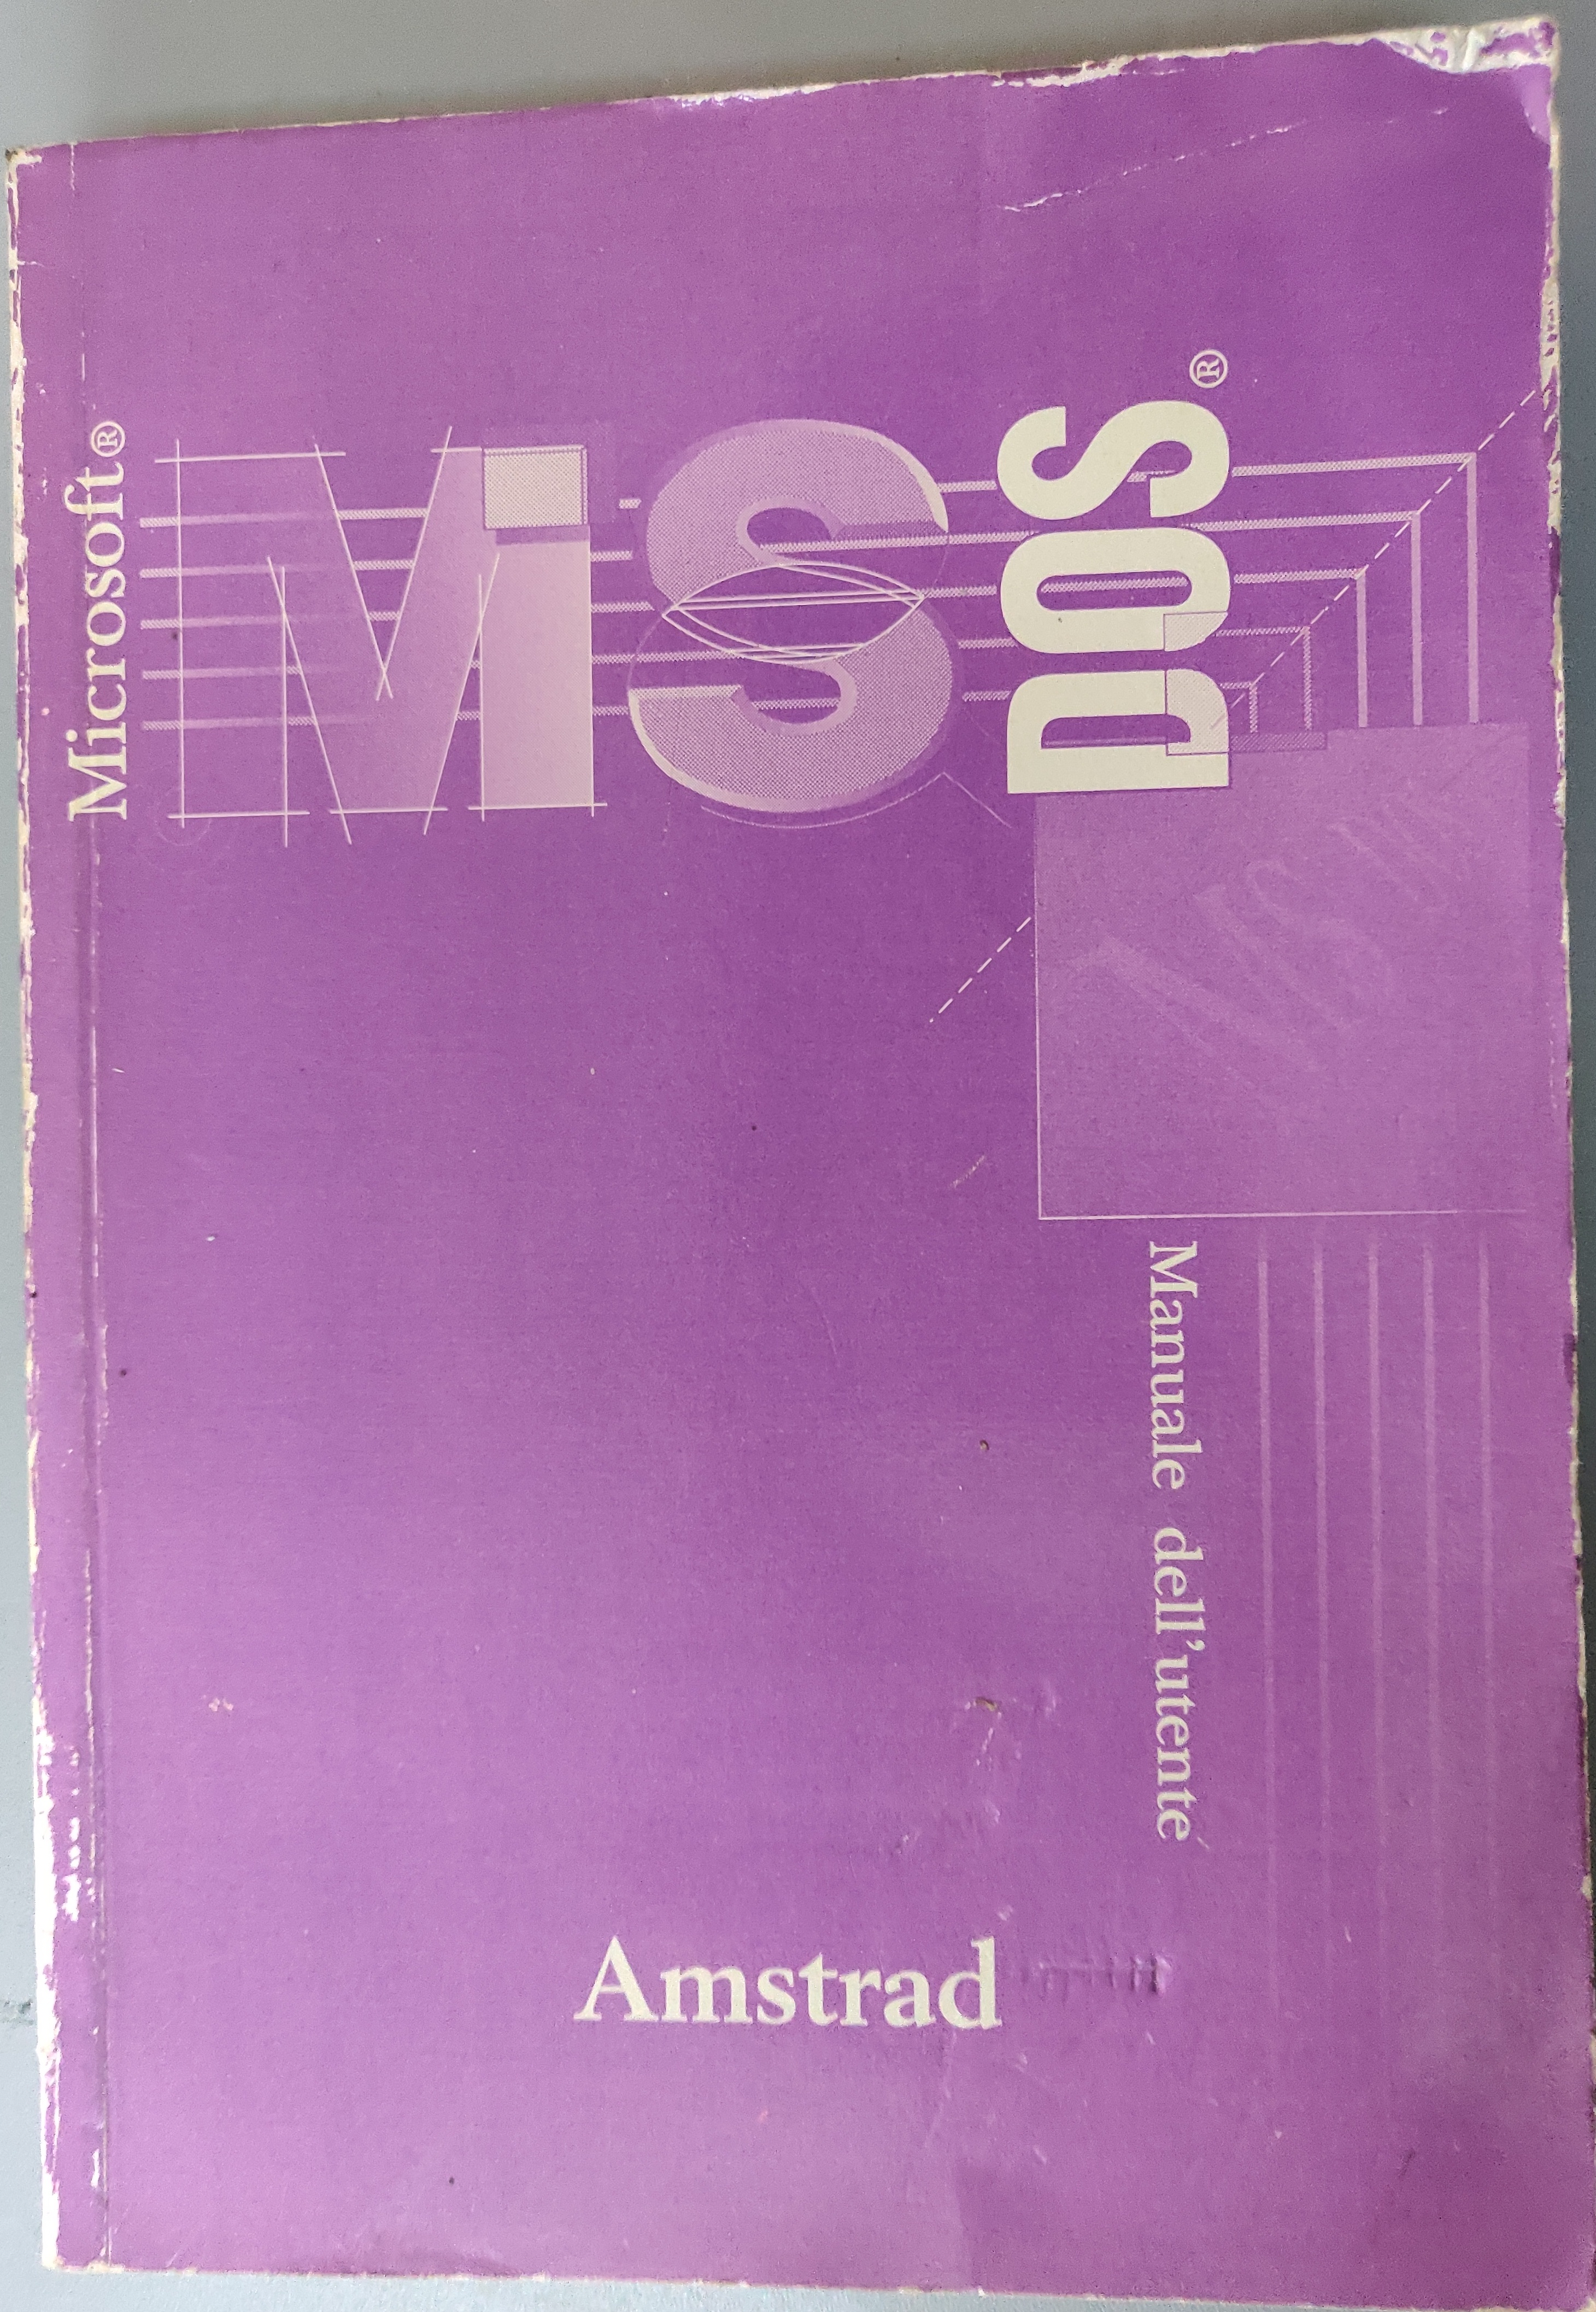 Microsoft®
MS
DOS®
Manuale dell'utente
Amstrad